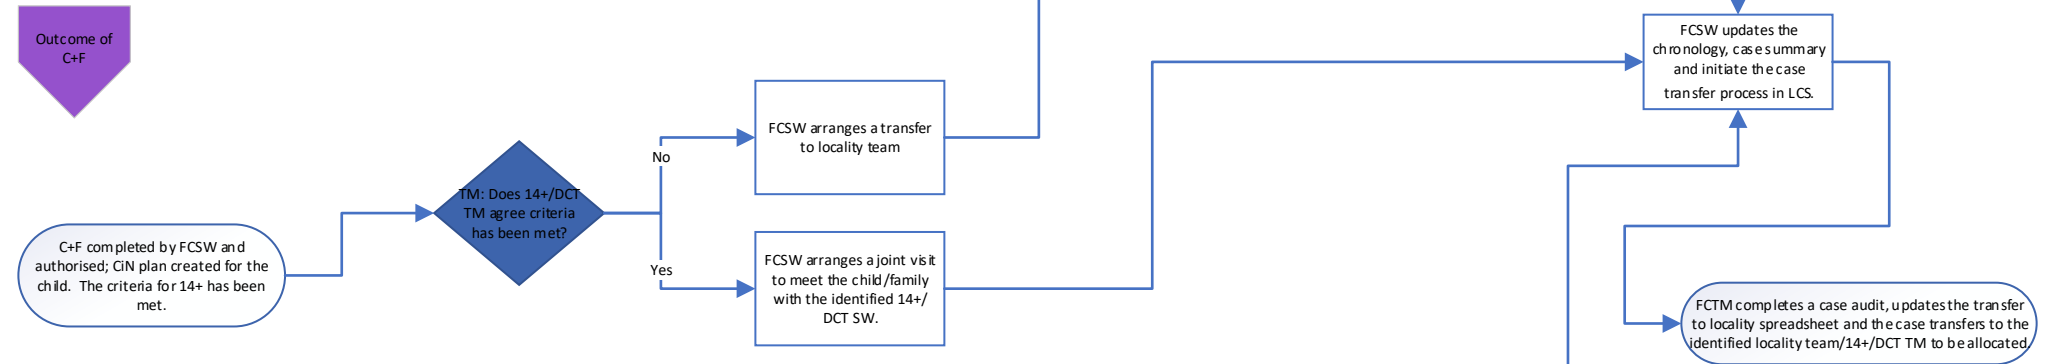 Outcome of
C+F
C+F completed by FCSW and
authorised; CiN plan created for the
child. The criteria for 14+ has been
met.
TM: Does 14+/DCT
TM agree criteria
has been met?
No
Yes
FCSW arranges a transfer
to locality team
FCSW arranges a joint visit
to meet the child/family
with the identified 14+/
DCT SW.
FCSW updates the
chronology, case summary
and initiate the case
transfer process in LCS.
FCTM completes a case audit, updates the transfer
to locality spreadsheet and the case transfers to the
identified locality team/14+/DCT TM to be allocated.